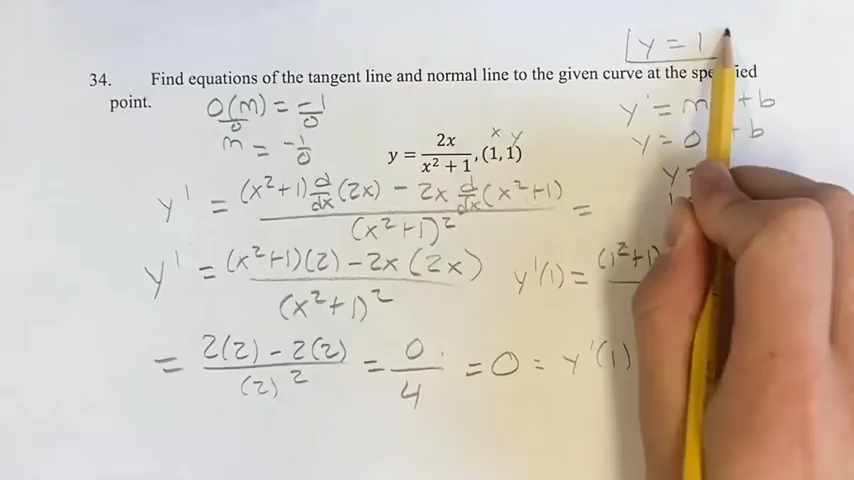 y = 1
34. Find equations of the tangent line and normal line to the given curve at the spe ied
point.
0(m)/0 = -1/0
m = -1/0
y' = m + b
y = 0 + b
y =
x y
y = 2x/(x² + 1), (1, 1)
y' = ((x²+1) d/dx (2x) - 2x d/dx (x²+1))/(x²+1)² =
y' = ((x²+1)(2) - 2x(2x))/(x²+1)²
y'(1) = (1²+1)
= (2(2) - 2(2))/(2)² = 0/4 = 0 = y'(1)